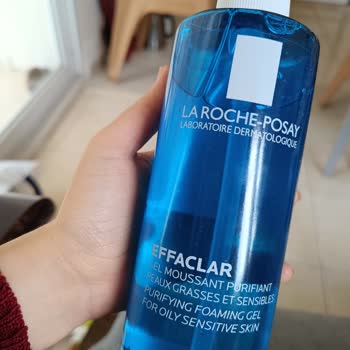 LA ROCHE-POSAY
LABORATOIRE DERMATOLOGIQUE
EFFACLAR
GEL MOUSSANT PURIFIANT
PEAUX GRASSES ET SENSIBLES
PURIFYING FOAMING GEL
FOR OILY SENSITIVE SKIN